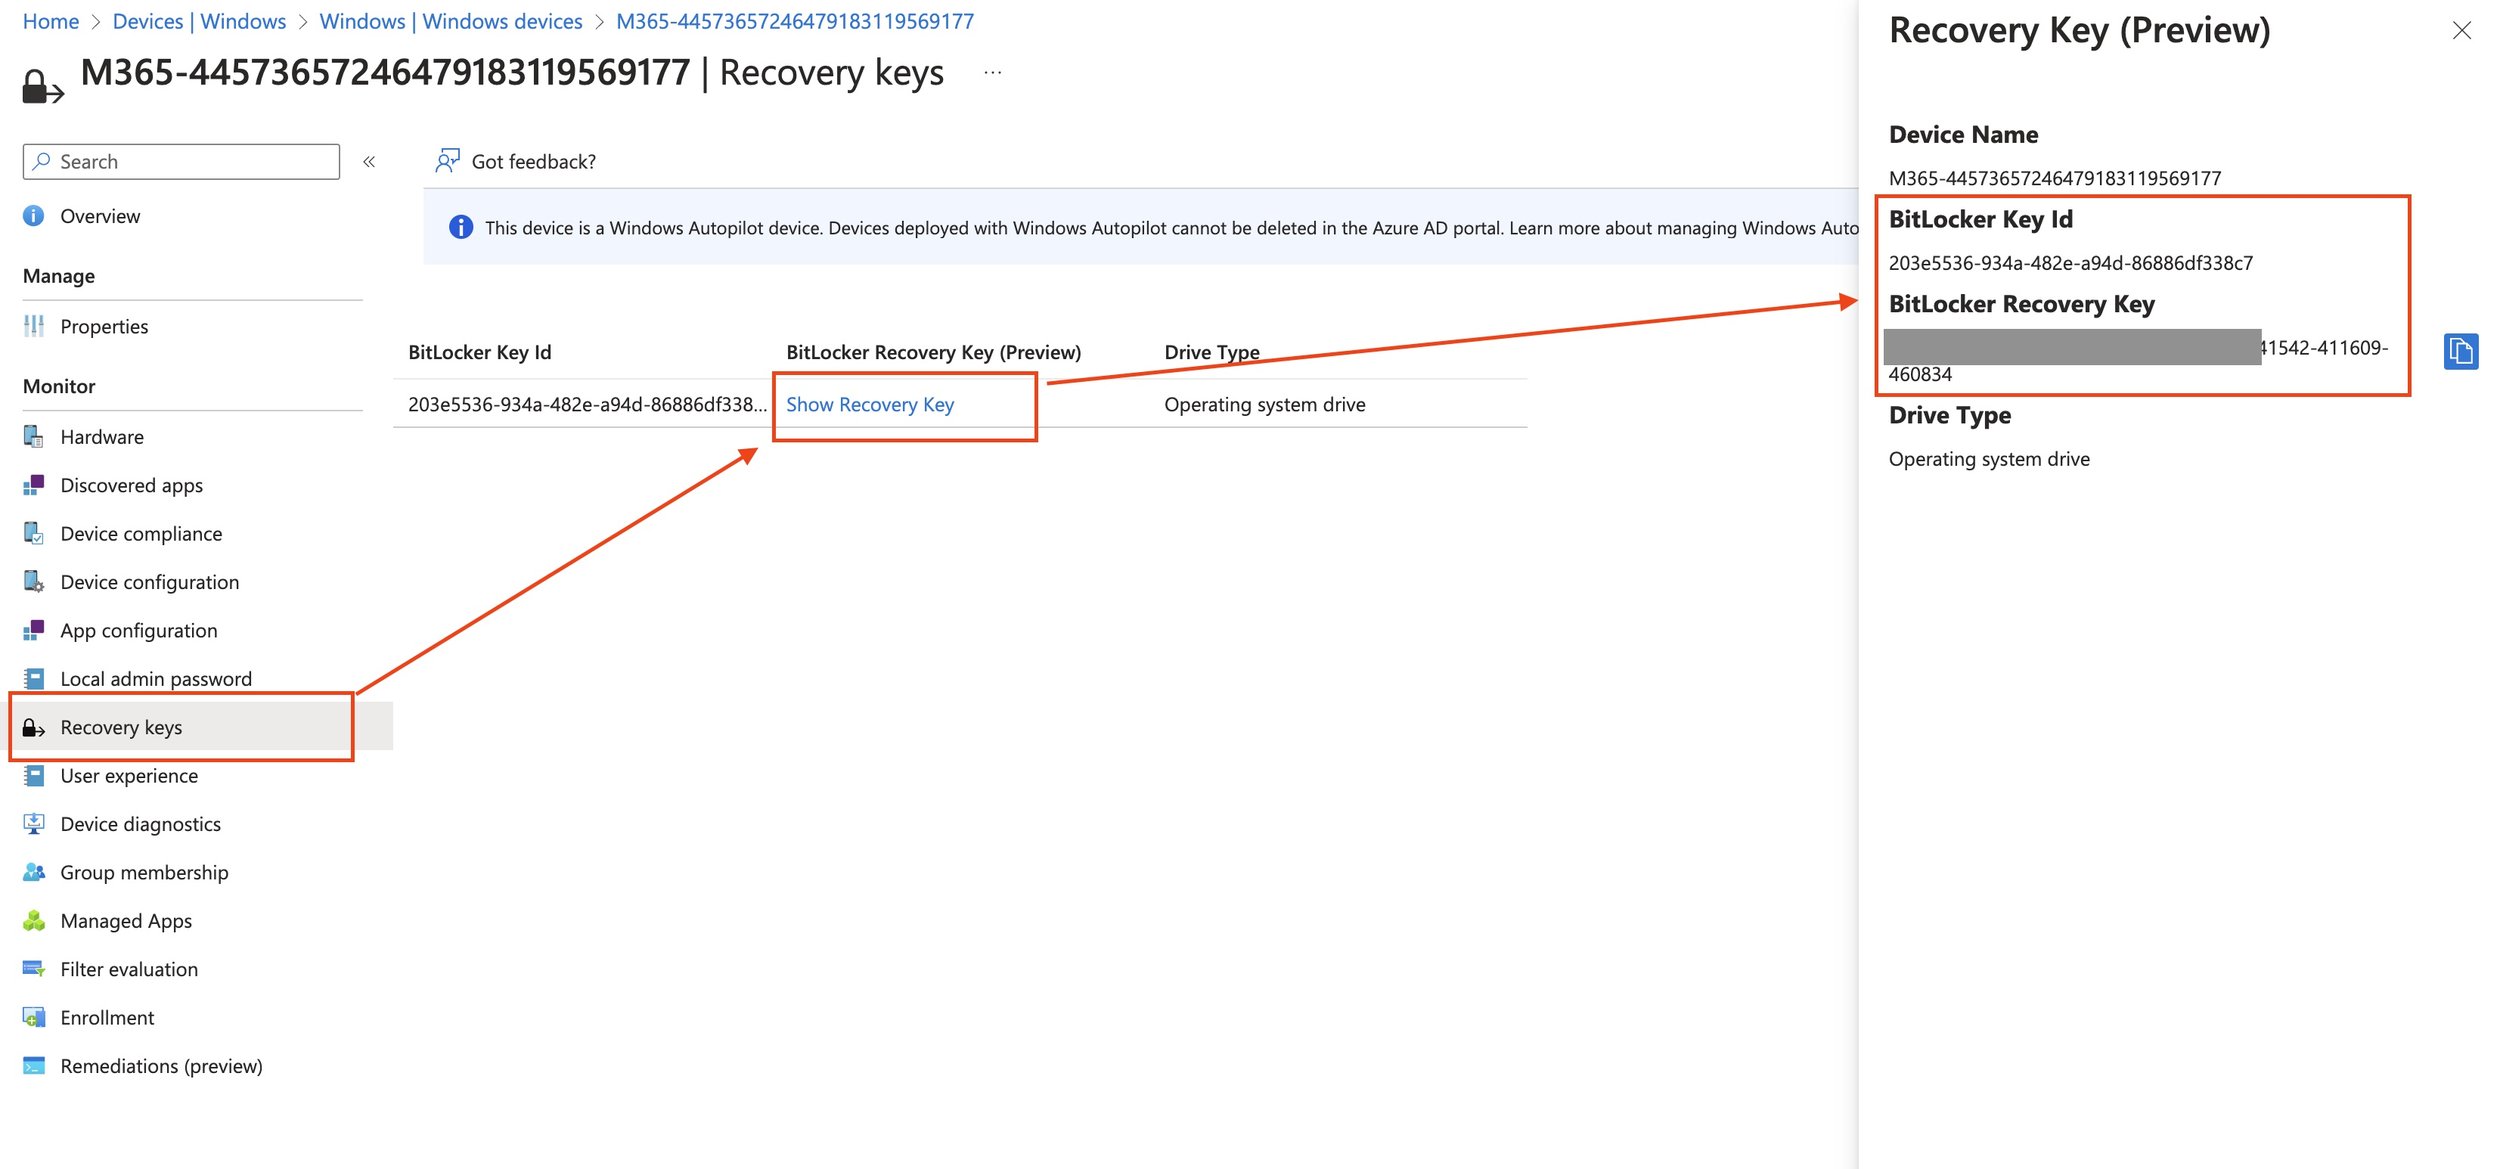 Home > Devices | Windows > Windows | Windows devices > M365-44573657246479183119569177
M365-44573657246479183119569177 | Recovery keys ...
Search
Overview
Manage
Properties
Monitor
Hardware
Discovered apps
Device compliance
Device configuration
App configuration
Local admin password
Recovery keys
User experience
Device diagnostics
Group membership
Managed Apps
Filter evaluation
Enrollment
Remediations (preview)
Got feedback?
This device is a Windows Autopilot device. Devices deployed with Windows Autopilot cannot be deleted in the Azure AD portal. Learn more about managing Windows Auto
BitLocker Key Id BitLocker Recovery Key (Preview) Drive Type
203e5536-934a-482e-a94d-86886df338... Show Recovery Key Operating system drive
Recovery Key (Preview)
Device Name
M365-44573657246479183119569177
BitLocker Key Id
203e5536-934a-482e-a94d-86886df338c7
BitLocker Recovery Key
41542-411609-
460834
Drive Type
Operating system drive